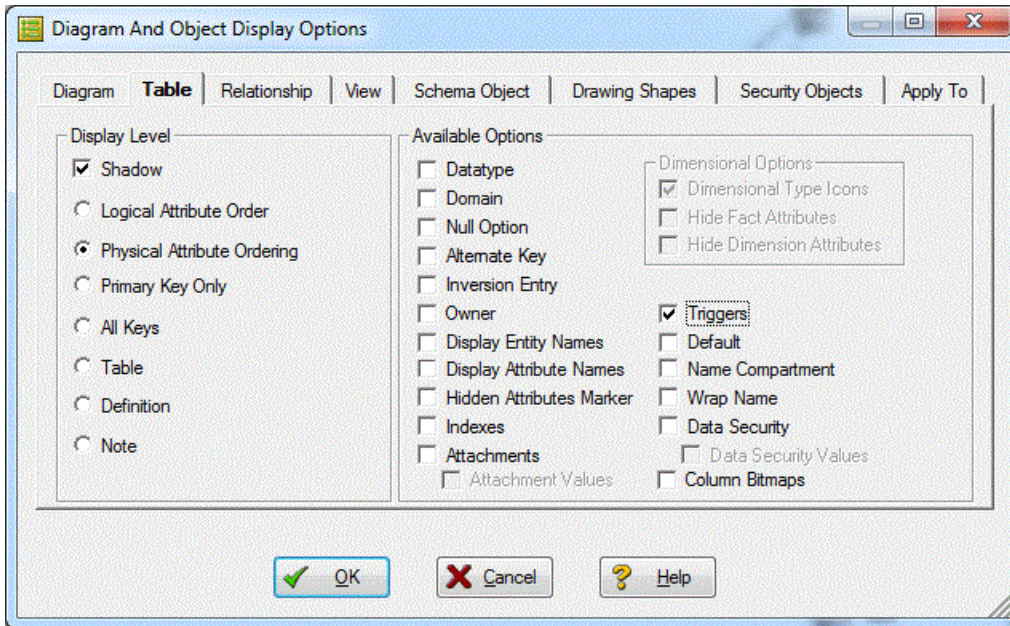 Diagram And Object Display Options
Diagram Table Relationship View Schema Object Drawing Shapes Security Objects Apply To
Display Level
Shadow
Logical Attribute Order
Physical Attribute Ordering
Primary Key Only
All Keys
Table
Definition
Note
Available Options
Datatype
Domain
Null Option
Alternate Key
Inversion Entry
Owner
Display Entity Names
Display Attribute Names
Hidden Attributes Marker
Indexes
Attachments
Attachment Values
Dimensional Options
Dimensional Type Icons
Hide Fact Attributes
Hide Dimension Attributes
Triggers
Default
Name Compartment
Wrap Name
Data Security
Data Security Values
Column Bitmaps
OK Cancel Help